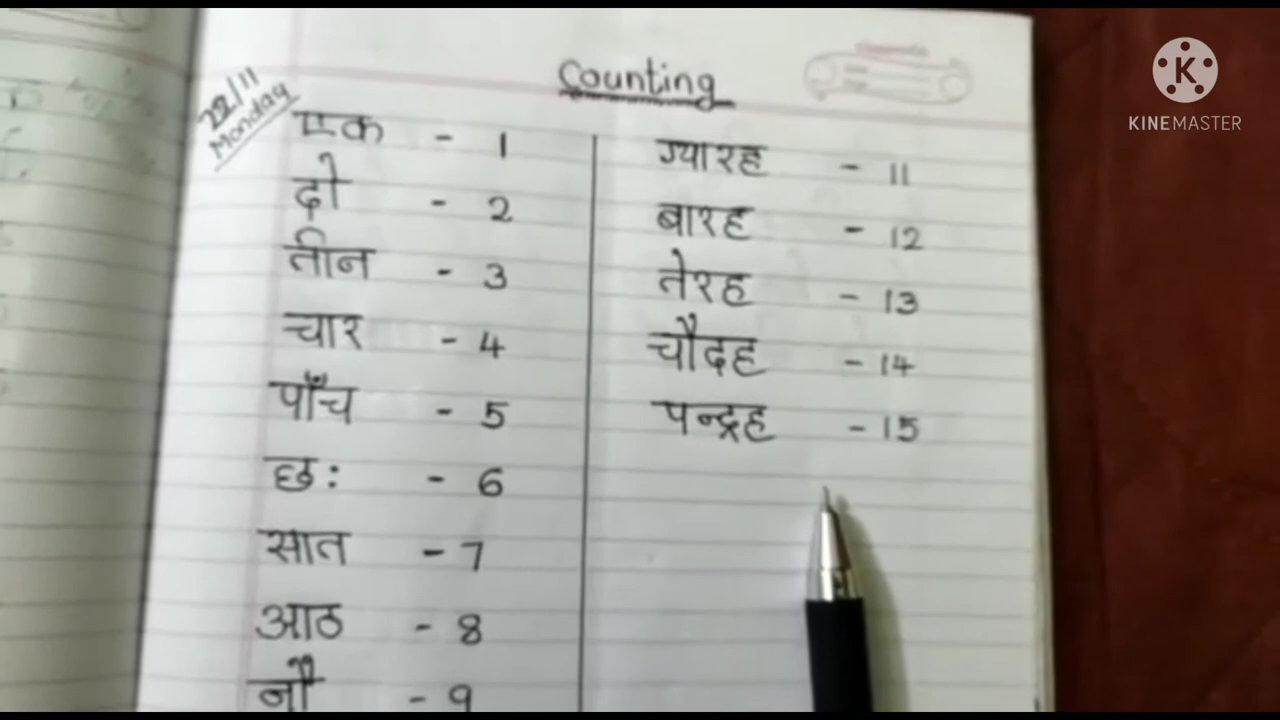 Counting
22/11
Monday
एक - 1
दो - 2
तीन - 3
चार - 4
पाँच - 5
छः - 6
सात - 7
आठ - 8
नौ - 9
ग्यारह - 11
बारह - 12
तेरह - 13
चौदह - 14
पन्द्रह - 15
KINEMASTER